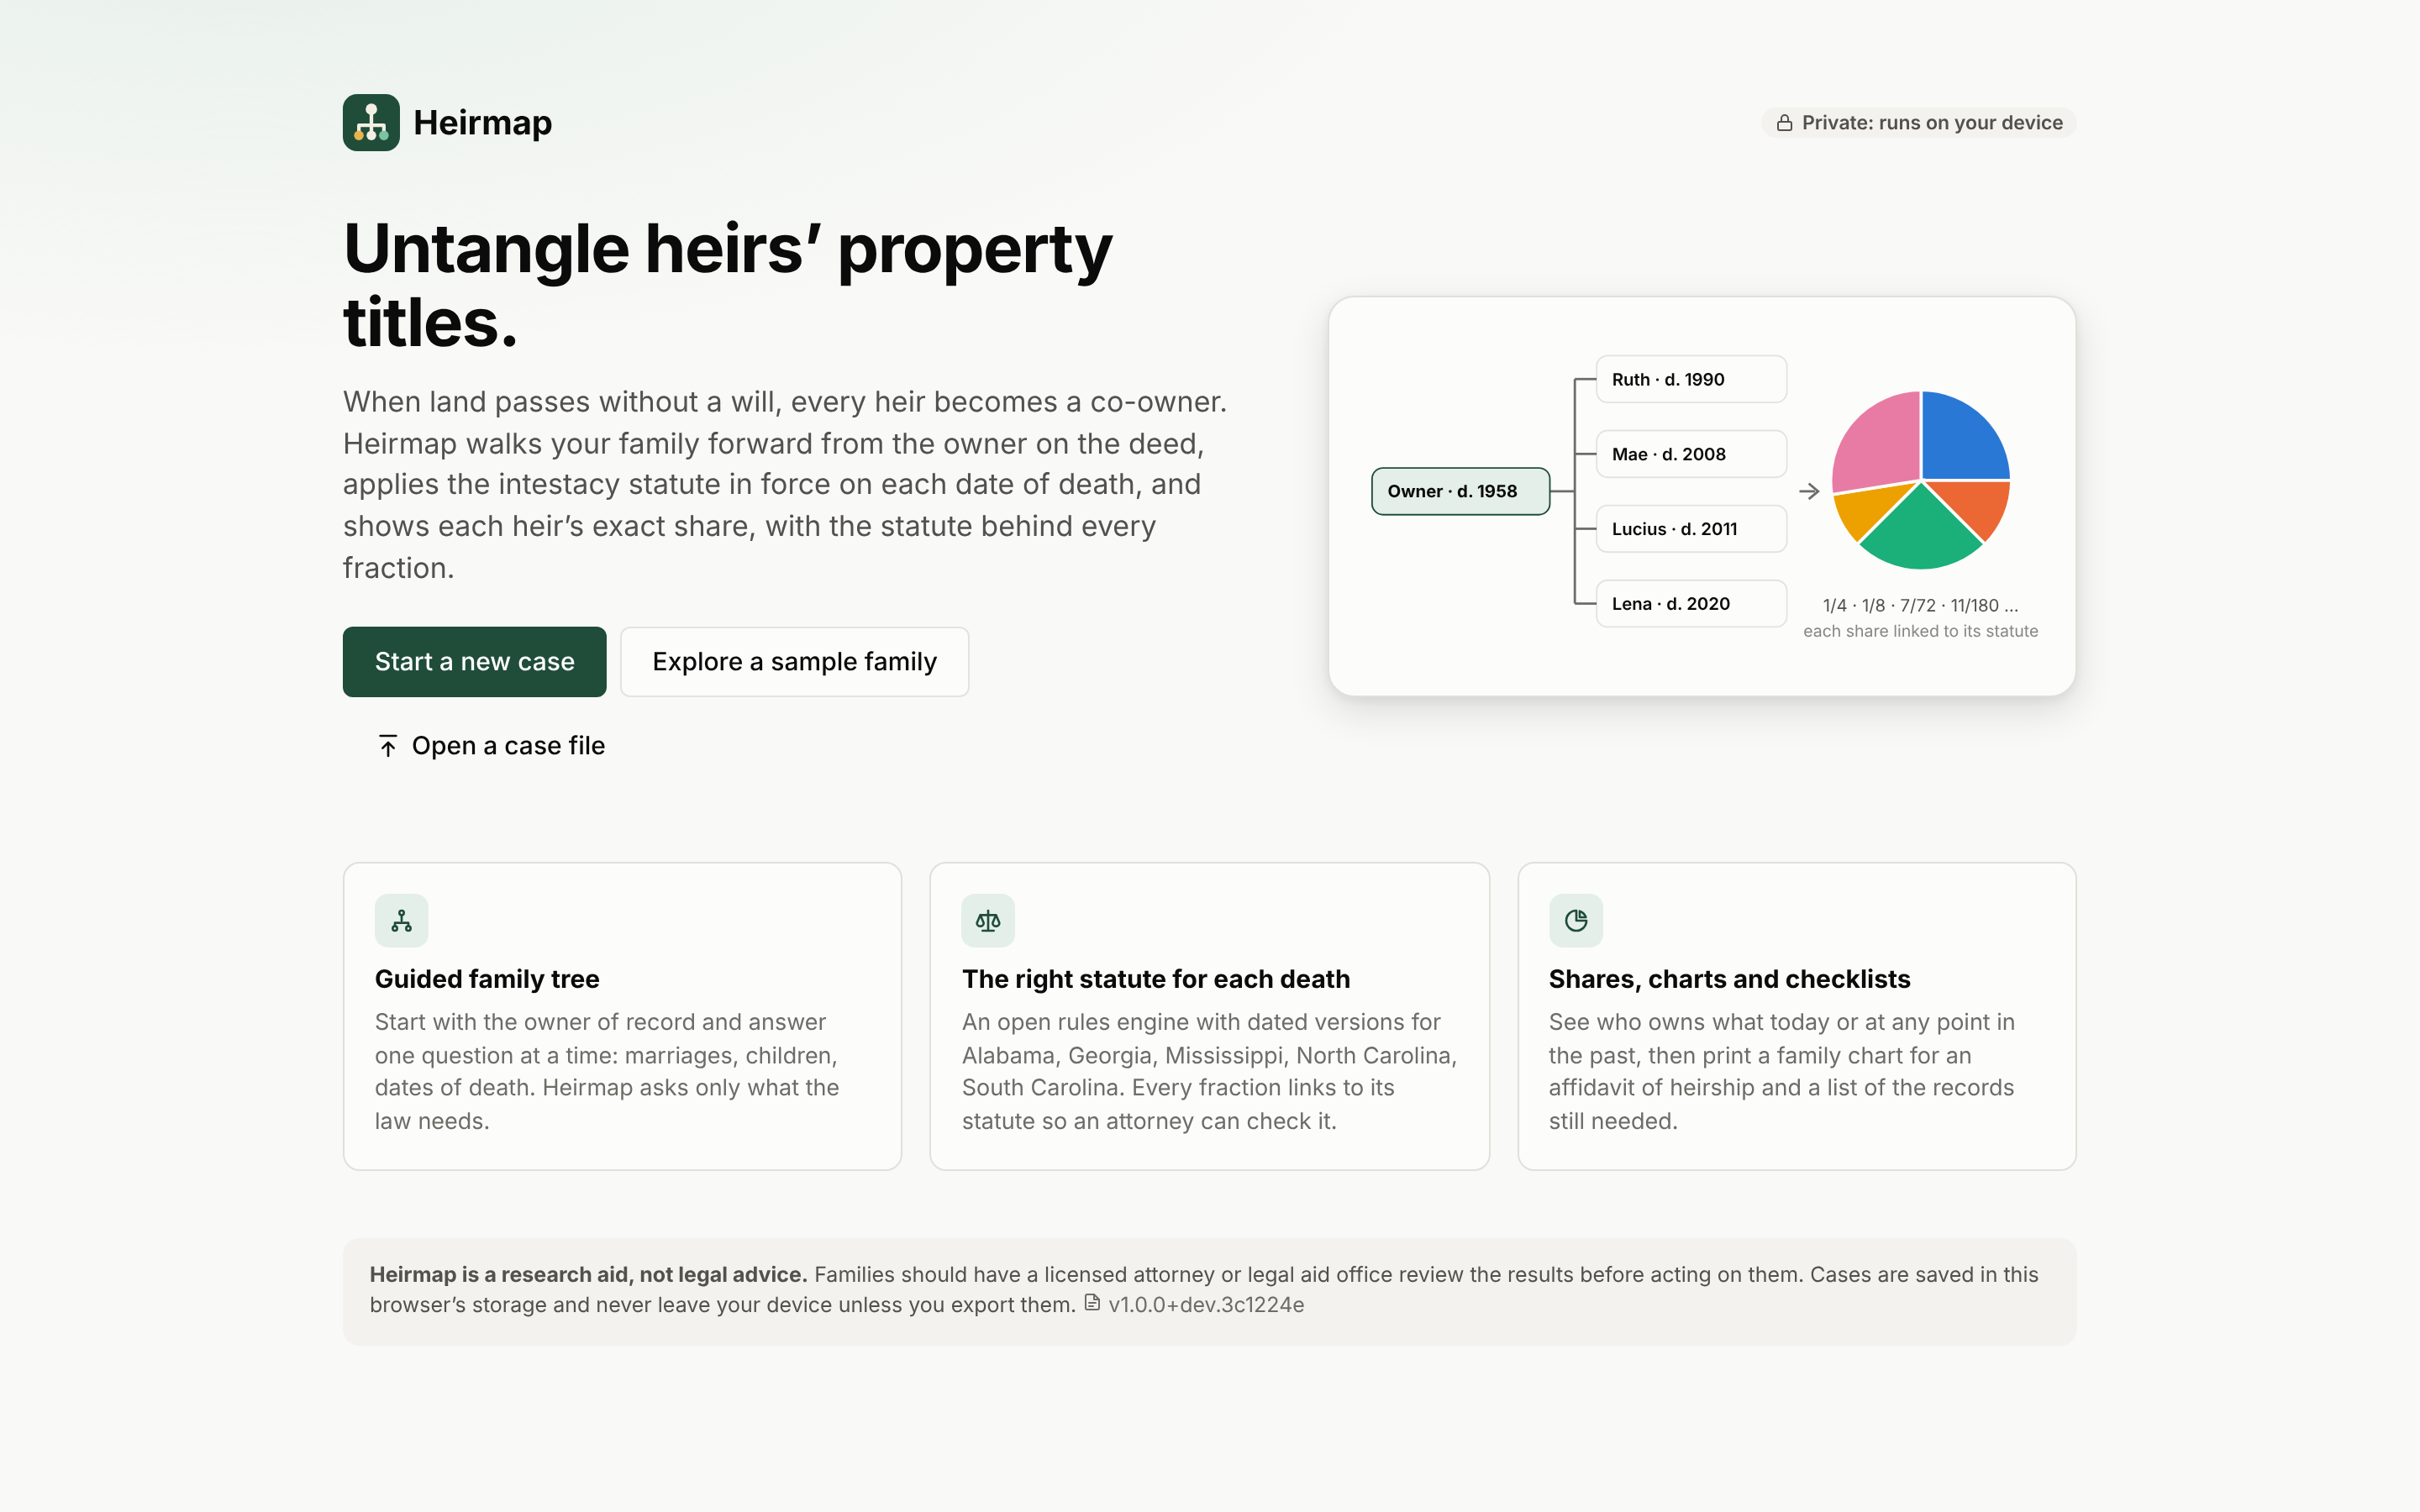 Heirmap
Private: runs on your device
Untangle heirs’ property
titles.
When land passes without a will, every heir becomes a co-owner.
Heirmap walks your family forward from the owner on the deed,
applies the intestacy statute in force on each date of death, and
shows each heir’s exact share, with the statute behind every
fraction.
Start a new case
Explore a sample family
Open a case file
Owner · d. 1958
Ruth · d. 1990
Mae · d. 2008
Lucius · d. 2011
Lena · d. 2020
1/4 · 1/8 · 7/72 · 11/180 ...
each share linked to its statute
Guided family tree
Start with the owner of record and answer
one question at a time: marriages, children,
dates of death. Heirmap asks only what the
law needs.
The right statute for each death
An open rules engine with dated versions for
Alabama, Georgia, Mississippi, North Carolina,
South Carolina. Every fraction links to its
statute so an attorney can check it.
Shares, charts and checklists
See who owns what today or at any point in
the past, then print a family chart for an
affidavit of heirship and a list of the records
still needed.
Heirmap is a research aid, not legal advice. Families should have a licensed attorney or legal aid office review the results before acting on them. Cases are saved in this
browser’s storage and never leave your device unless you export them. v1.0.0+dev.3c1224e